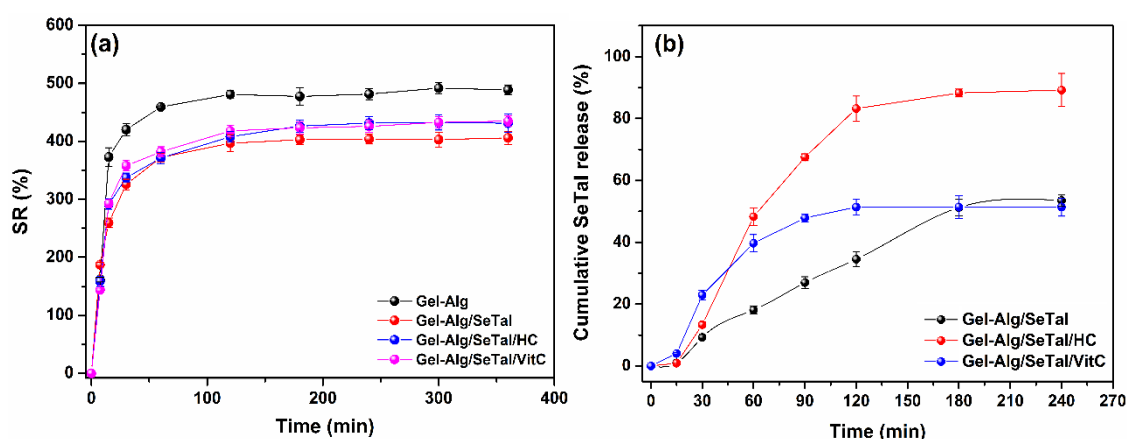 (a)
SR (%)
600
500
400
300
200
100
0
Gel-Alg
Gel-Alg/SeTal
Gel-Alg/SeTal/HC
Gel-Alg/SeTal/VitC
0 100 200 300 400
Time (min)
(b)
Cumulative SeTal release (%)
100
80
60
40
20
0
Gel-Alg/SeTal
Gel-Alg/SeTal/HC
Gel-Alg/SeTal/VitC
0 30 60 90 120 150 180 210 240 270
Time (min)